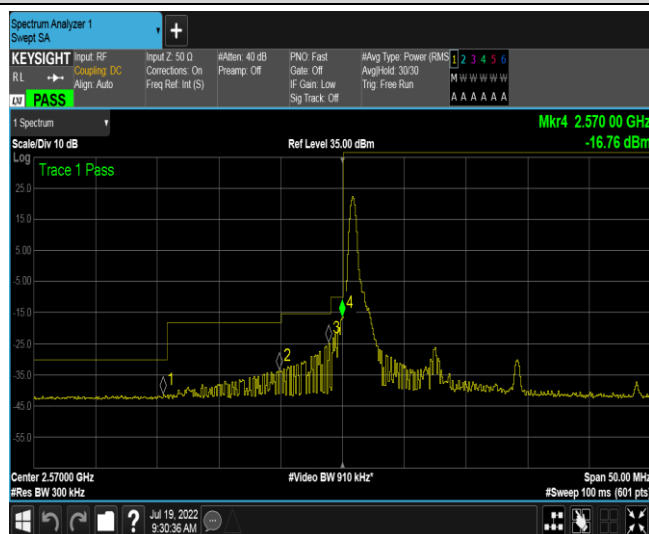 Spectrum Analyzer 1
Swept SA
+
KEYSIGHT
RL
LXI PASS
Input: RF
Coupling: DC
Align: Auto
Input Z: 50 Ω
Corrections: On
Freq Ref: Int (S)
#Atten: 40 dB
Preamp: Off
PNO: Fast
Gate: Off
IF Gain: Low
Sig Track: Off
#Avg Type: Power (RMS
Avg|Hold: 30/30
Trig: Free Run
1 2 3 4 5 6
M W W W W W
A A A A A A
1 Spectrum
Mkr4 2.570 00 GHz
Scale/Div 10 dB
Ref Level 35.00 dBm
-16.76 dBm
Log
Trace 1 Pass
25.0
15.0
5.00
-5.00
-15.0
-25.0
-35.0
-45.0
-55.0
1
2
3
4
Center 2.57000 GHz
#Video BW 910 kHz*
Span 50.00 MHz
#Res BW 300 kHz
#Sweep 100 ms (601 pts)
?
Jul 19, 2022
9:30:36 AM